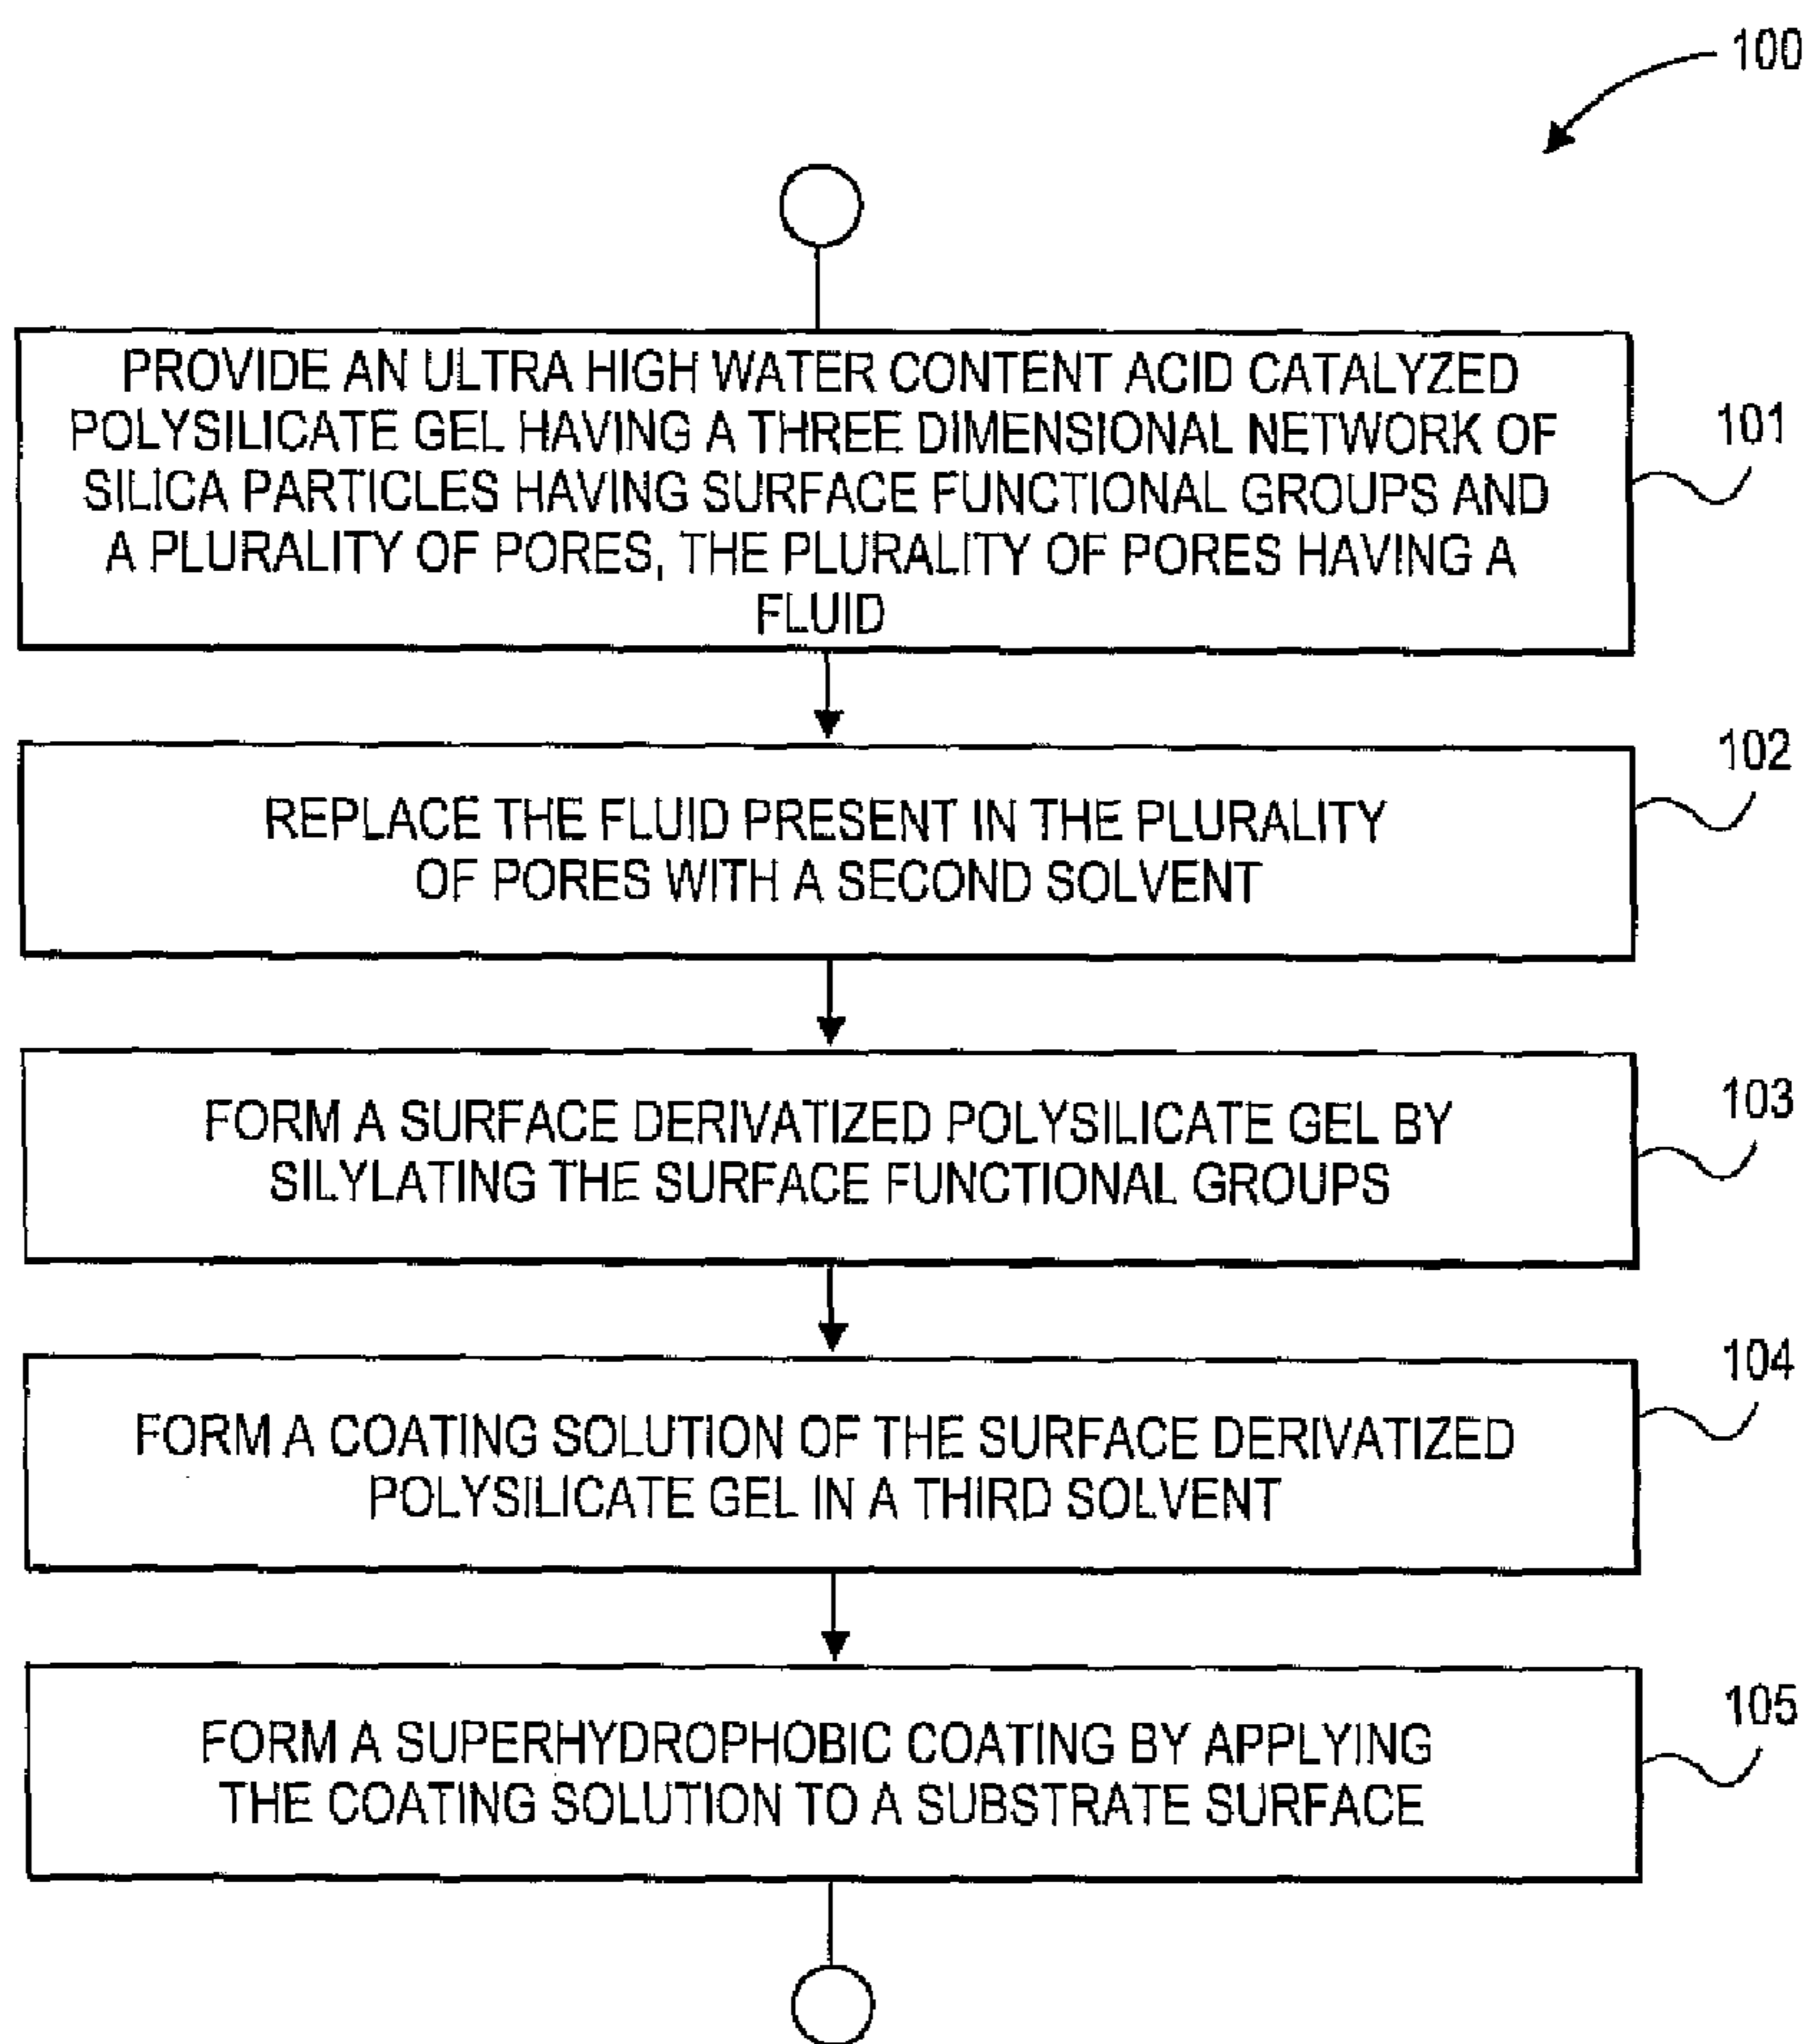 100
PROVIDE AN ULTRA HIGH WATER CONTENT ACID CATALYZED
POLYSILICATE GEL HAVING A THREE DIMENSIONAL NETWORK OF
SILICA PARTICLES HAVING SURFACE FUNCTIONAL GROUPS AND
A PLURALITY OF PORES, THE PLURALITY OF PORES HAVING A
FLUID
101
REPLACE THE FLUID PRESENT IN THE PLURALITY
OF PORES WITH A SECOND SOLVENT
102
FORM A SURFACE DERIVATIZED POLYSILICATE GEL BY
SILYLATING THE SURFACE FUNCTIONAL GROUPS
103
FORM A COATING SOLUTION OF THE SURFACE DERIVATIZED
POLYSILICATE GEL IN A THIRD SOLVENT
104
FORM A SUPERHYDROPHOBIC COATING BY APPLYING
THE COATING SOLUTION TO A SUBSTRATE SURFACE
105